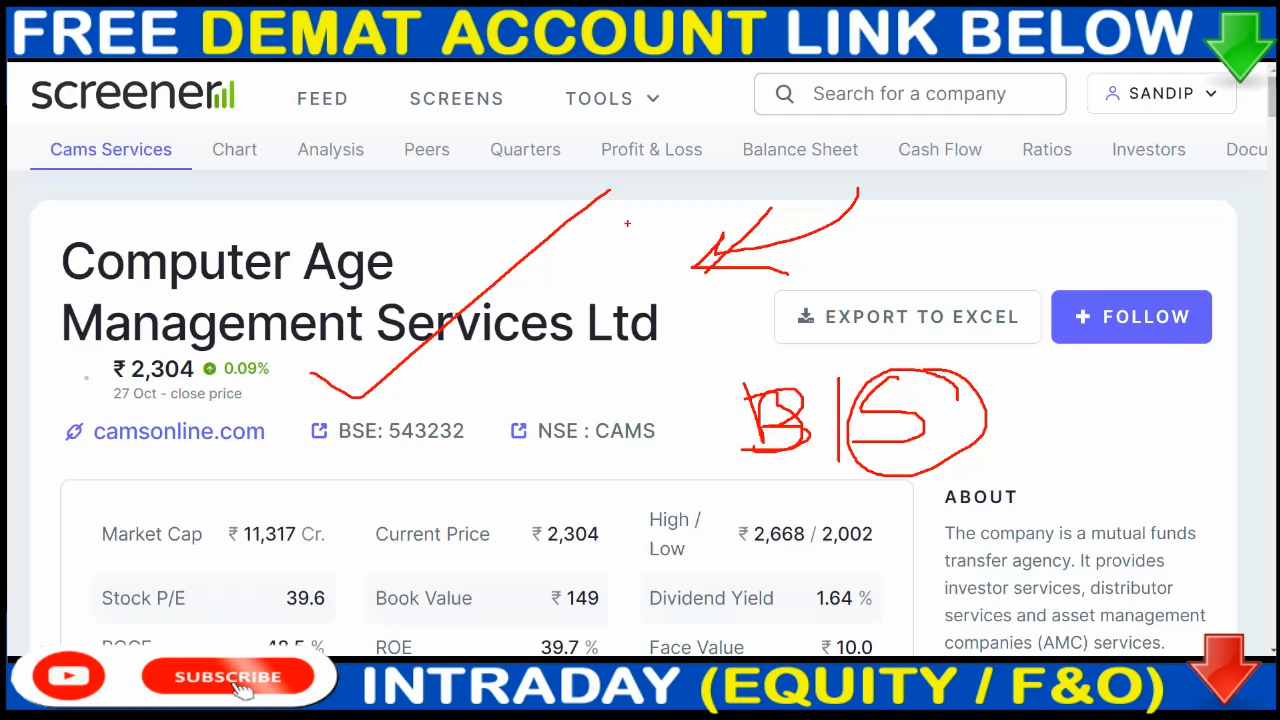 FREE DEMAT ACCOUNT LINK BELOW
screener FEED SCREENS TOOLS Search for a company SANDIP
Cams Services Chart Analysis Peers Quarters Profit & Loss Balance Sheet Cash Flow Ratios Investors Docu
Computer Age
Management Services Ltd
EXPORT TO EXCEL + FOLLOW
₹ 2,304 0.09%
27 Oct - close price
camsonline.com BSE: 543232 NSE : CAMS
B | S
ABOUT
The company is a mutual funds
transfer agency. It provides
investor services, distributor
services and asset management
companies (AMC) services.
Market Cap ₹ 11,317 Cr. Current Price ₹ 2,304 High / Low ₹ 2,668 / 2,002
Stock P/E 39.6 Book Value ₹ 149 Dividend Yield 1.64 %
ROCE 48.5 % ROE 39.7 % Face Value ₹ 10.0
SUBSCRIBE
INTRADAY (EQUITY / F&O)